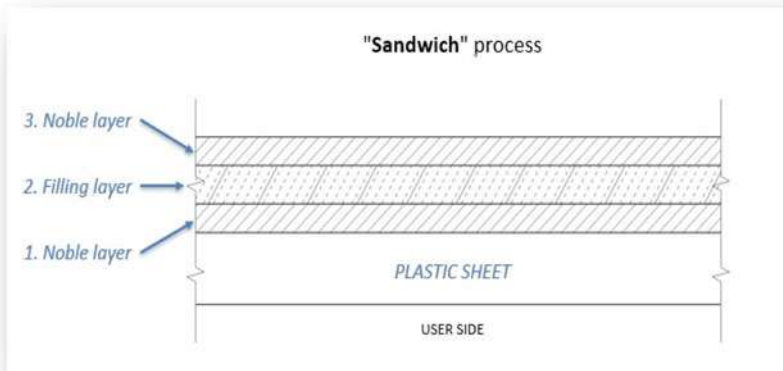 "Sandwich" process
3. Noble layer
2. Filling layer
1. Noble layer
PLASTIC SHEET
USER SIDE